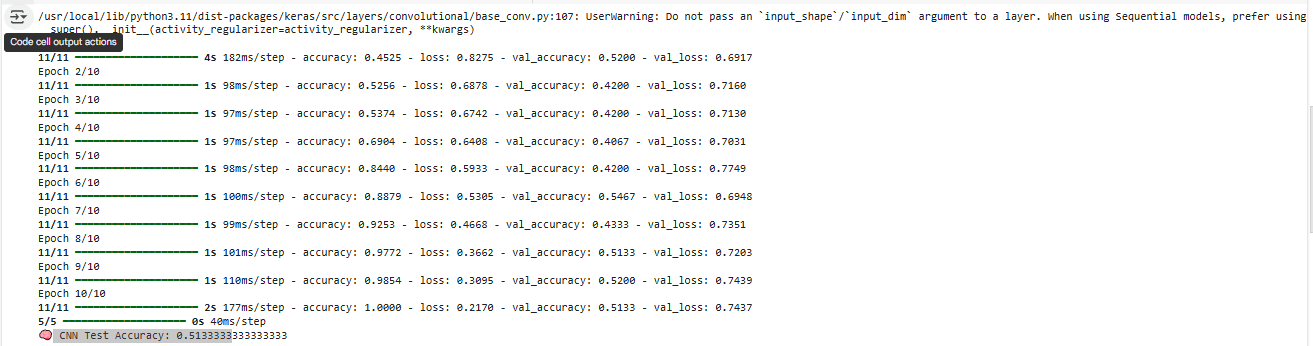 /usr/local/lib/python3.11/dist-packages/keras/src/layers/convolutional/base_conv.py:107: UserWarning: Do not pass an `input_shape`/`input_dim` argument to a layer. When using Sequential models, prefer using
super().__init__(activity_regularizer=activity_regularizer, **kwargs)
Code cell output actions
11/11 4s 182ms/step - accuracy: 0.4525 - loss: 0.8275 - val_accuracy: 0.5200 - val_loss: 0.6917
Epoch 2/10
11/11 1s 98ms/step - accuracy: 0.5256 - loss: 0.6878 - val_accuracy: 0.4200 - val_loss: 0.7160
Epoch 3/10
11/11 1s 97ms/step - accuracy: 0.5374 - loss: 0.6742 - val_accuracy: 0.4200 - val_loss: 0.7130
Epoch 4/10
11/11 1s 97ms/step - accuracy: 0.6904 - loss: 0.6408 - val_accuracy: 0.4067 - val_loss: 0.7031
Epoch 5/10
11/11 1s 98ms/step - accuracy: 0.8440 - loss: 0.5933 - val_accuracy: 0.4200 - val_loss: 0.7749
Epoch 6/10
11/11 1s 100ms/step - accuracy: 0.8879 - loss: 0.5305 - val_accuracy: 0.5467 - val_loss: 0.6948
Epoch 7/10
11/11 1s 99ms/step - accuracy: 0.9253 - loss: 0.4668 - val_accuracy: 0.4333 - val_loss: 0.7351
Epoch 8/10
11/11 1s 101ms/step - accuracy: 0.9772 - loss: 0.3662 - val_accuracy: 0.5133 - val_loss: 0.7203
Epoch 9/10
11/11 1s 110ms/step - accuracy: 0.9854 - loss: 0.3095 - val_accuracy: 0.5200 - val_loss: 0.7439
Epoch 10/10
11/11 2s 177ms/step - accuracy: 1.0000 - loss: 0.2170 - val_accuracy: 0.5133 - val_loss: 0.7437
5/5 0s 40ms/step
🧠 CNN Test Accuracy: 0.5133333333333333